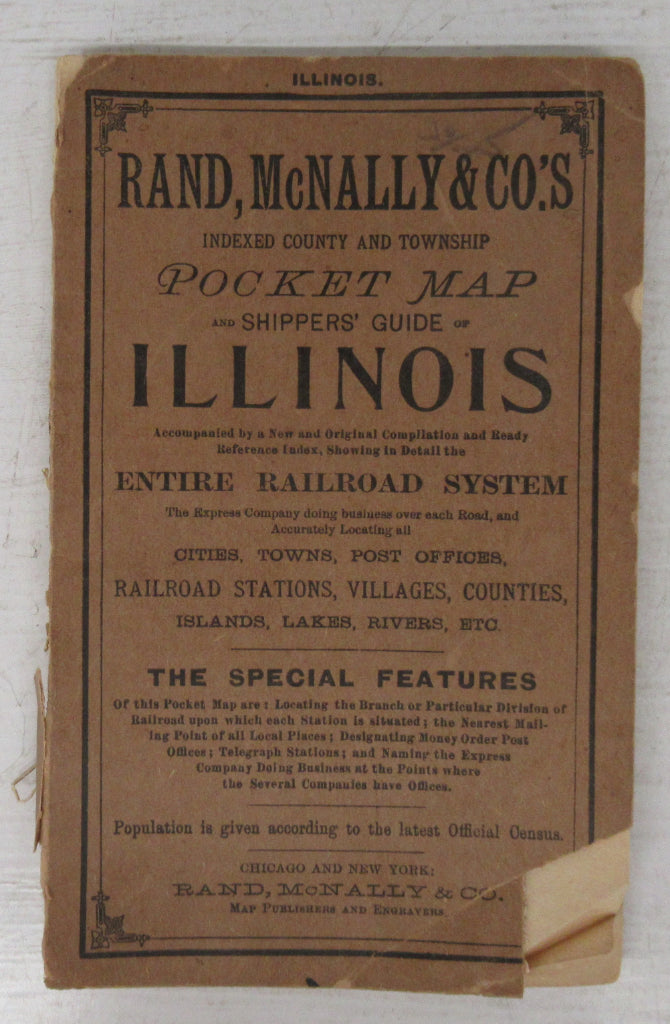 ILLINOIS.
RAND, McNALLY & CO.'S
INDEXED COUNTY AND TOWNSHIP
POCKET MAP
AND SHIPPERS' GUIDE OF
ILLINOIS
Accompanied by a New and Original Compilation and Ready
Reference Index, Showing in Detail the
ENTIRE RAILROAD SYSTEM
The Express Company doing business over each Road, and
Accurately Locating all
CITIES, TOWNS, POST OFFICES,
RAILROAD STATIONS, VILLAGES, COUNTIES,
ISLANDS, LAKES, RIVERS, ETC.
THE SPECIAL FEATURES
Of this Pocket Map are: Locating the Branch or Particular Division of
Railroad upon which each Station is situated; the Nearest Mail-
ing Point of all Local Places; Designating Money Order Post
Offices; Telegraph Stations; and Naming the Express
Company Doing Business at the Points where
the Several Companies have Offices.
Population is given according to the latest Official Census.
CHICAGO AND NEW YORK:
RAND, McNALLY & CO.
MAP PUBLISHERS AND ENGRAVERS